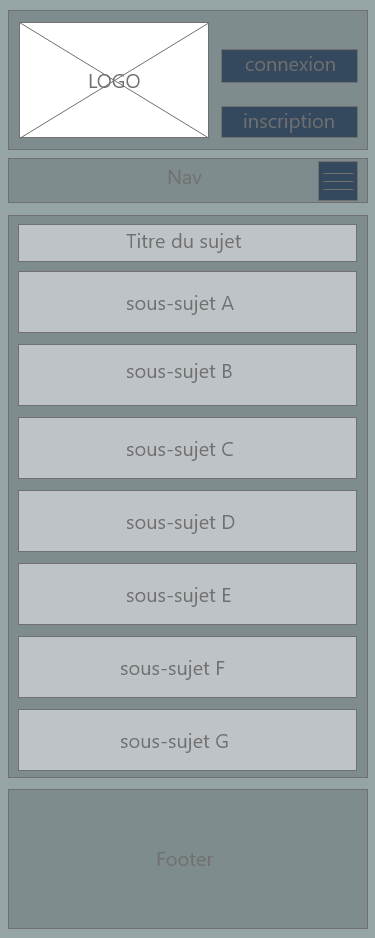 LOGO
connexion
inscription
Nav
Titre du sujet
sous-sujet A
sous-sujet B
sous-sujet C
sous-sujet D
sous-sujet E
sous-sujet F
sous-sujet G
Footer